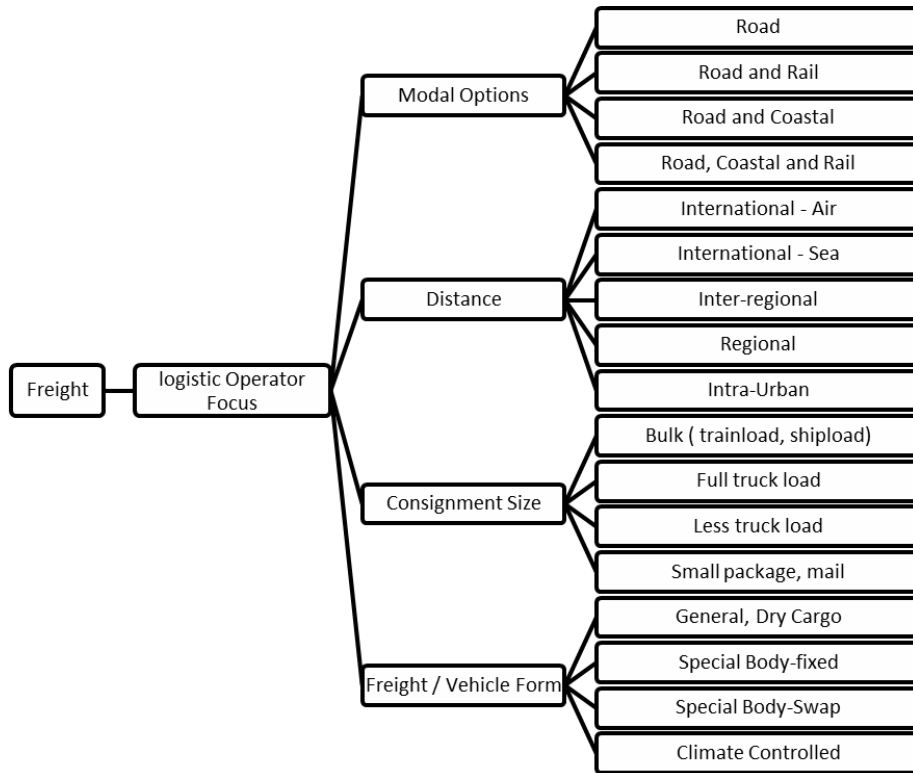 Freight
logistic Operator
Focus
Modal Options
Road
Road and Rail
Road and Coastal
Road, Coastal and Rail
Distance
International - Air
International - Sea
Inter-regional
Regional
Intra-Urban
Consignment Size
Bulk ( trainload, shipload)
Full truck load
Less truck load
Small package, mail
Freight / Vehicle Form
General, Dry Cargo
Special Body-fixed
Special Body-Swap
Climate Controlled